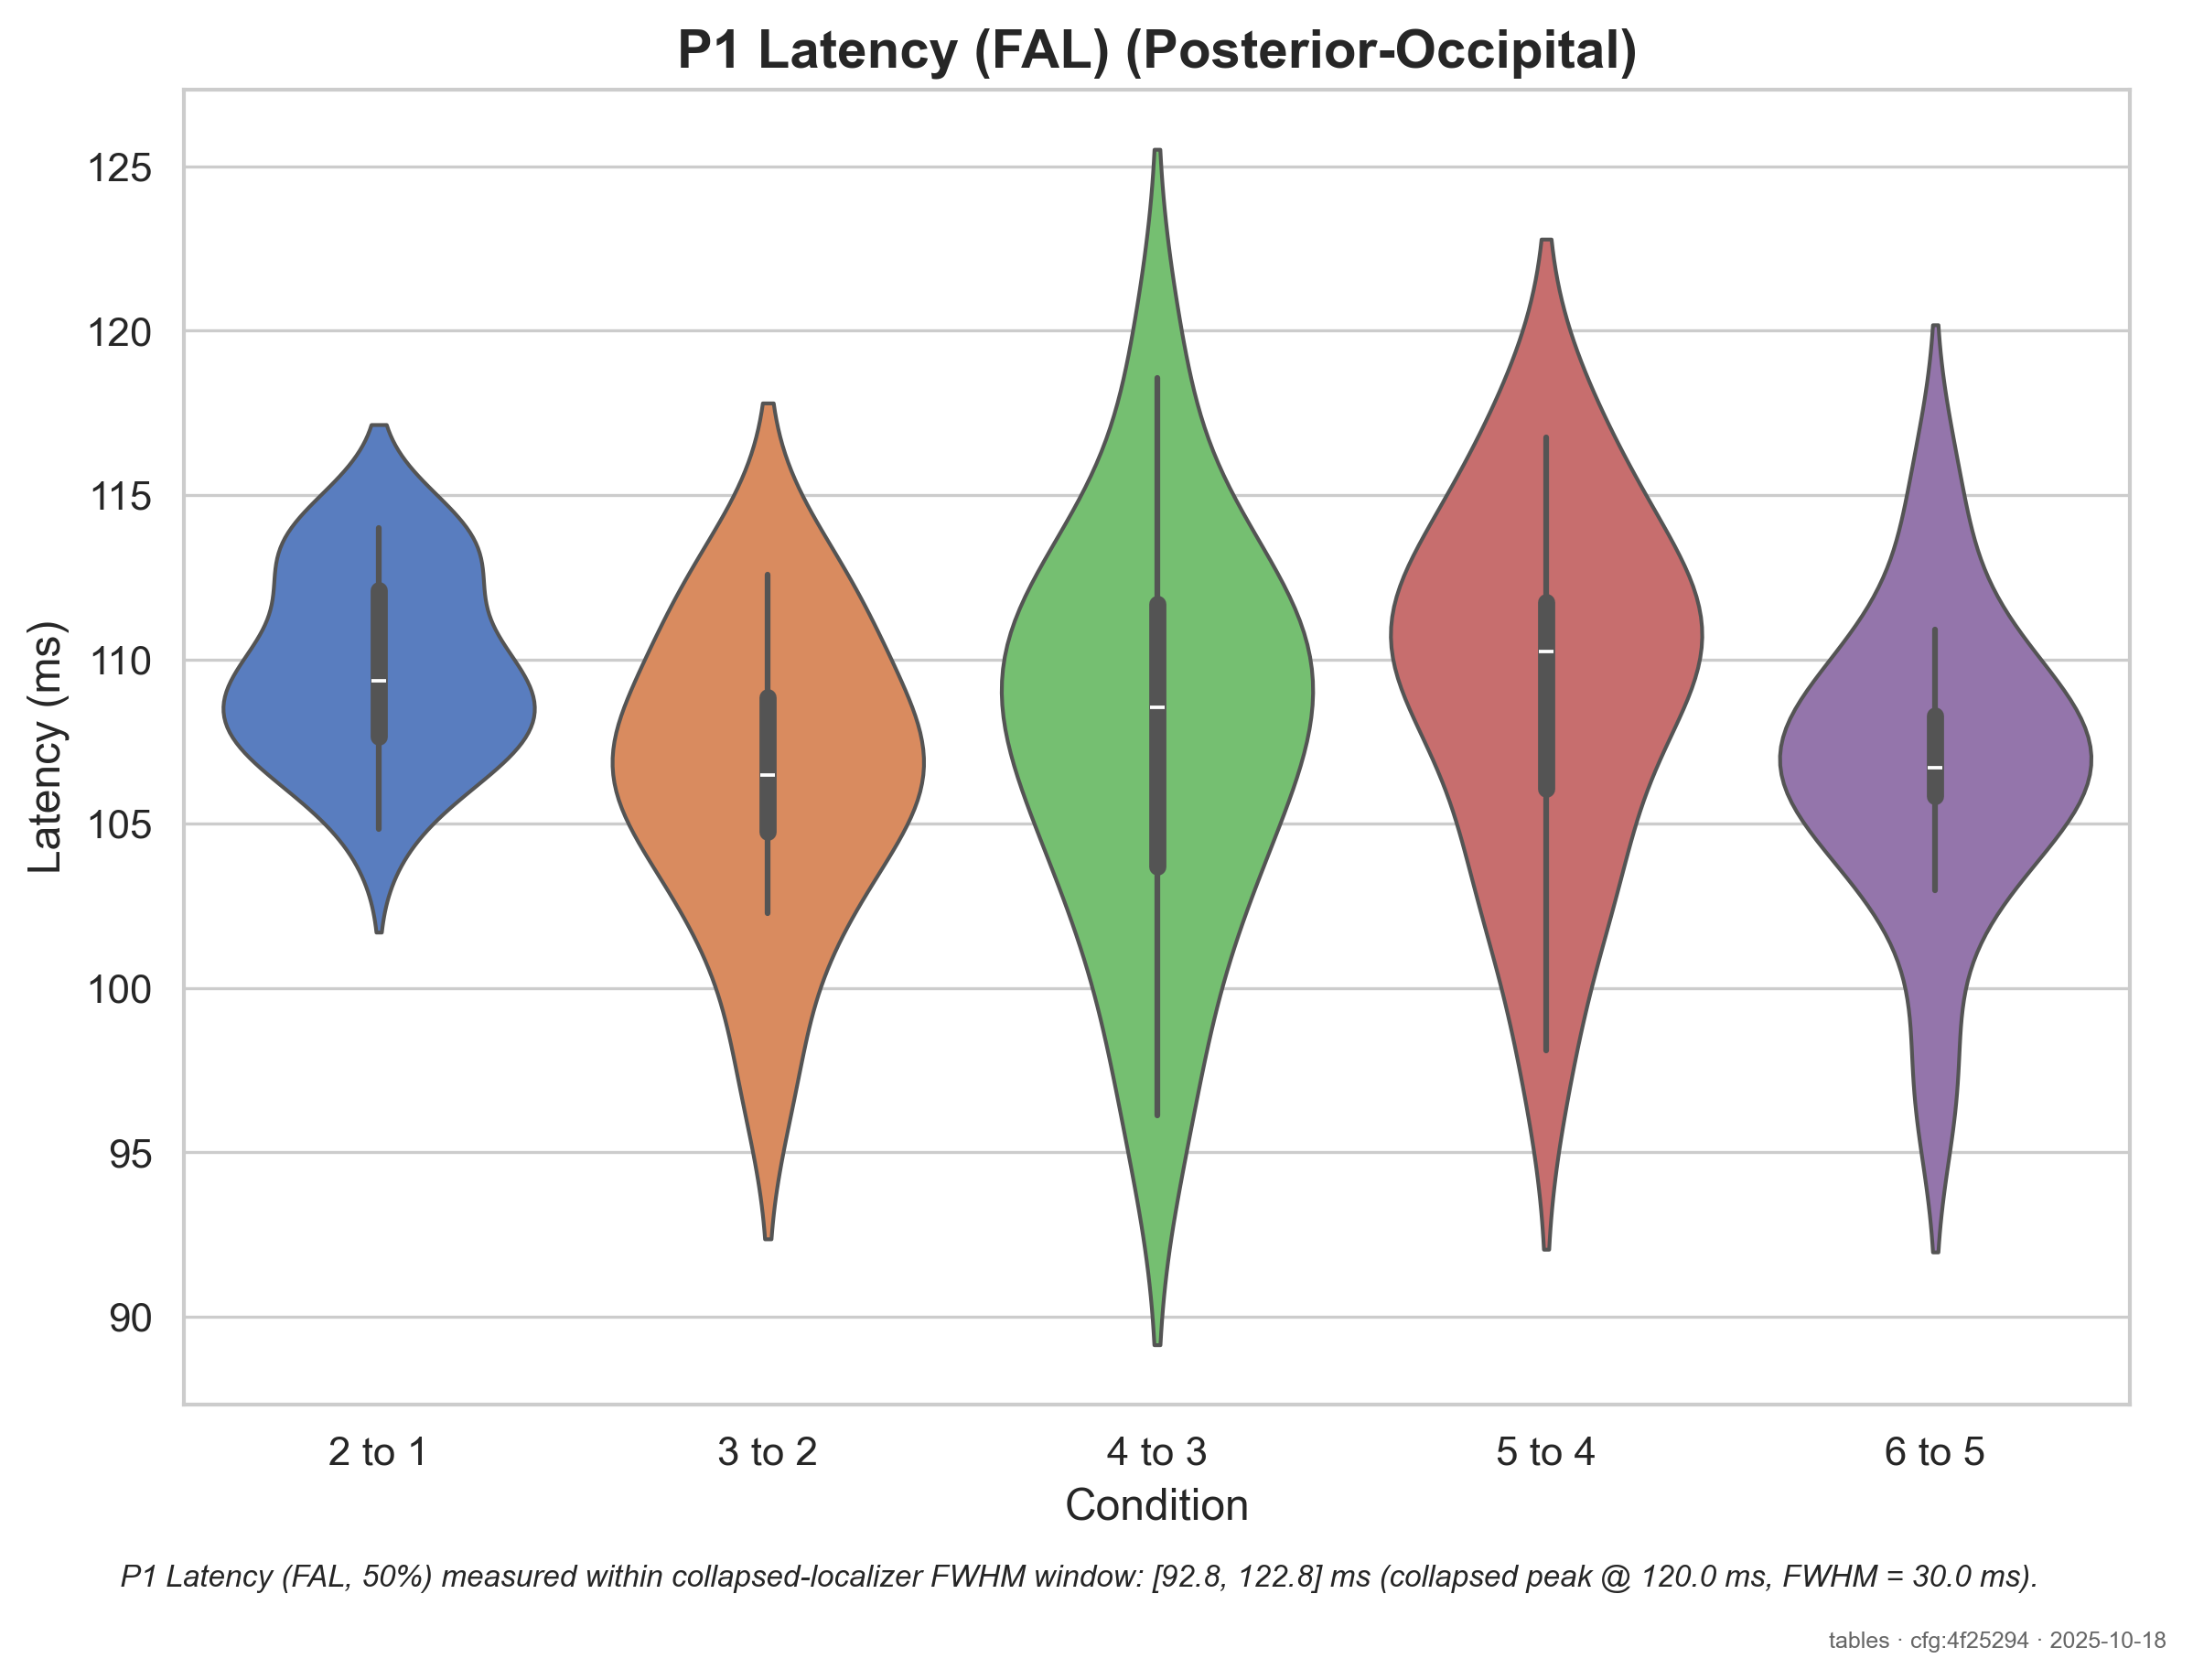 P1 Latency (FAL) (Posterior-Occipital)
125
120
115
110
105
100
95
90
Latency (ms)
2 to 1
3 to 2
4 to 3
5 to 4
6 to 5
Condition
P1 Latency (FAL, 50%) measured within collapsed-localizer FWHM window: [92.8, 122.8] ms (collapsed peak @ 120.0 ms, FWHM = 30.0 ms).
tables · cfg:4f25294 · 2025-10-18